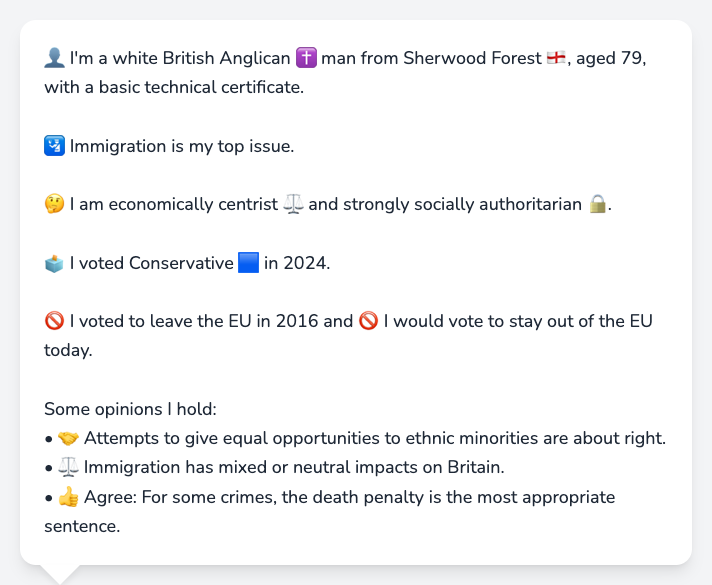 👤 I'm a white British Anglican ✝️ man from Sherwood Forest 🏴󠁧󠁢󠁥󠁮󠁧󠁿, aged 79,
with a basic technical certificate.
🛂 Immigration is my top issue.
🤔 I am economically centrist ⚖️ and strongly socially authoritarian 🔒.
🗳️ I voted Conservative 🟦 in 2024.
🚫 I voted to leave the EU in 2016 and 🚫 I would vote to stay out of the EU
today.
Some opinions I hold:
• 🤝 Attempts to give equal opportunities to ethnic minorities are about right.
• ⚖️ Immigration has mixed or neutral impacts on Britain.
• 👍 Agree: For some crimes, the death penalty is the most appropriate
sentence.